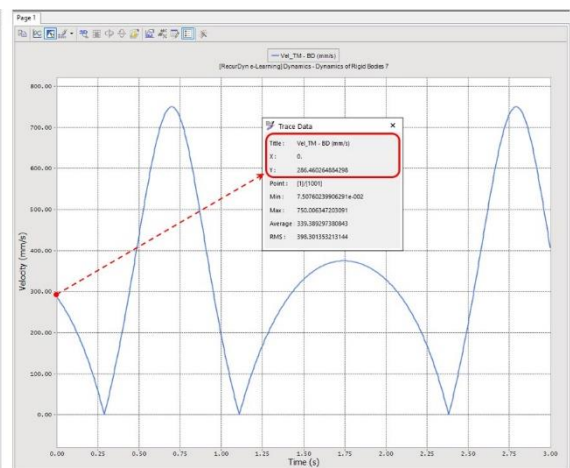 Page 1
Vel_TM - BD (mm/s)
[RecurDyn e-Learning] Dynamics - Dynamics of Rigid Bodies 7
800.00
700.00
600.00
500.00
400.00
300.00
200.00
100.00
0.00
Velocity (mm/s)
Trace Data
Title : Vel_TM - BD (mm/s)
X : 0.
Y : 286.460264884298
Point : [1]/[1001]
Min : 7.50760239906291e-002
Max : 750.006347203091
Average : 339.389297380843
RMS : 398.301353213144
0.00 0.25 0.50 0.75 1.00 1.25 1.50 1.75 2.00 2.25 2.50 2.75 3.00
Time (s)